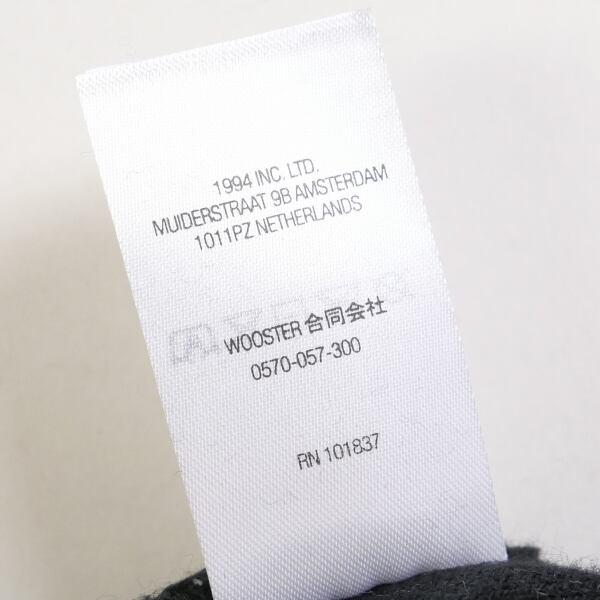 1994 INC. LTD.
MUIDERSTRAAT 9B AMSTERDAM
1011PZ NETHERLANDS
WOOSTER 合同会社
0570-057-300
RN 101837